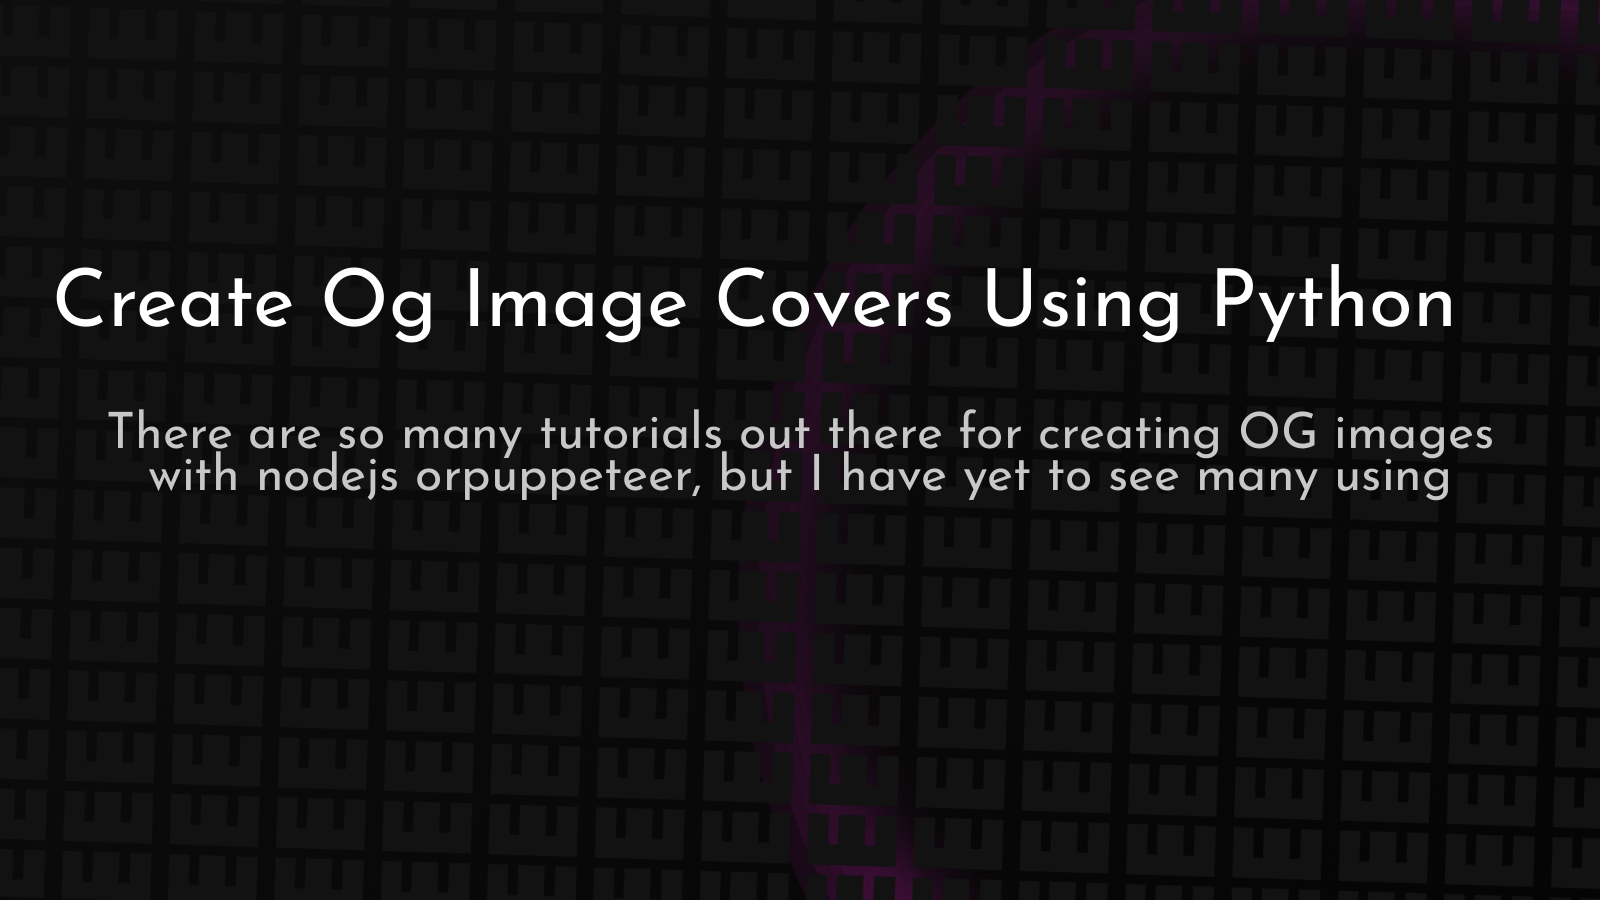 Create Og Image Covers Using Python
There are so many tutorials out there for creating OG images
with nodejs orpuppeteer, but I have yet to see many using